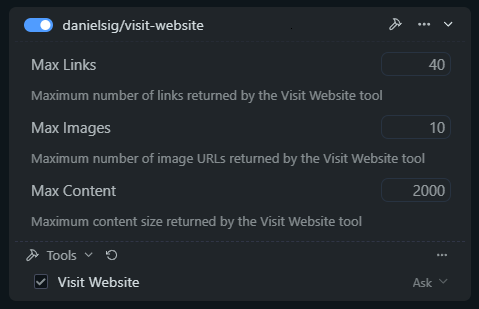 danielsig/visit-website
Max Links 40
Maximum number of links returned by the Visit Website tool
Max Images 10
Maximum number of image URLs returned by the Visit Website tool
Max Content 2000
Maximum content size returned by the Visit Website tool
Tools
Visit Website Ask